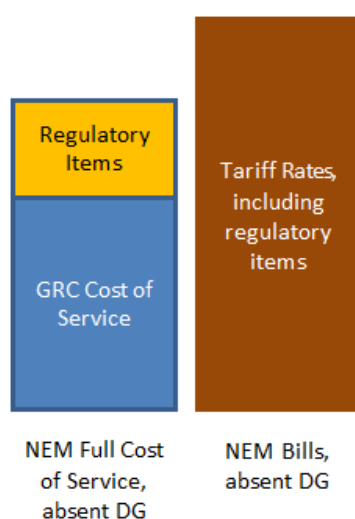 Regulatory
Items
GRC Cost of
Service
Tariff Rates,
including
regulatory
items
NEM Full Cost
of Service,
absent DG
NEM Bills,
absent DG